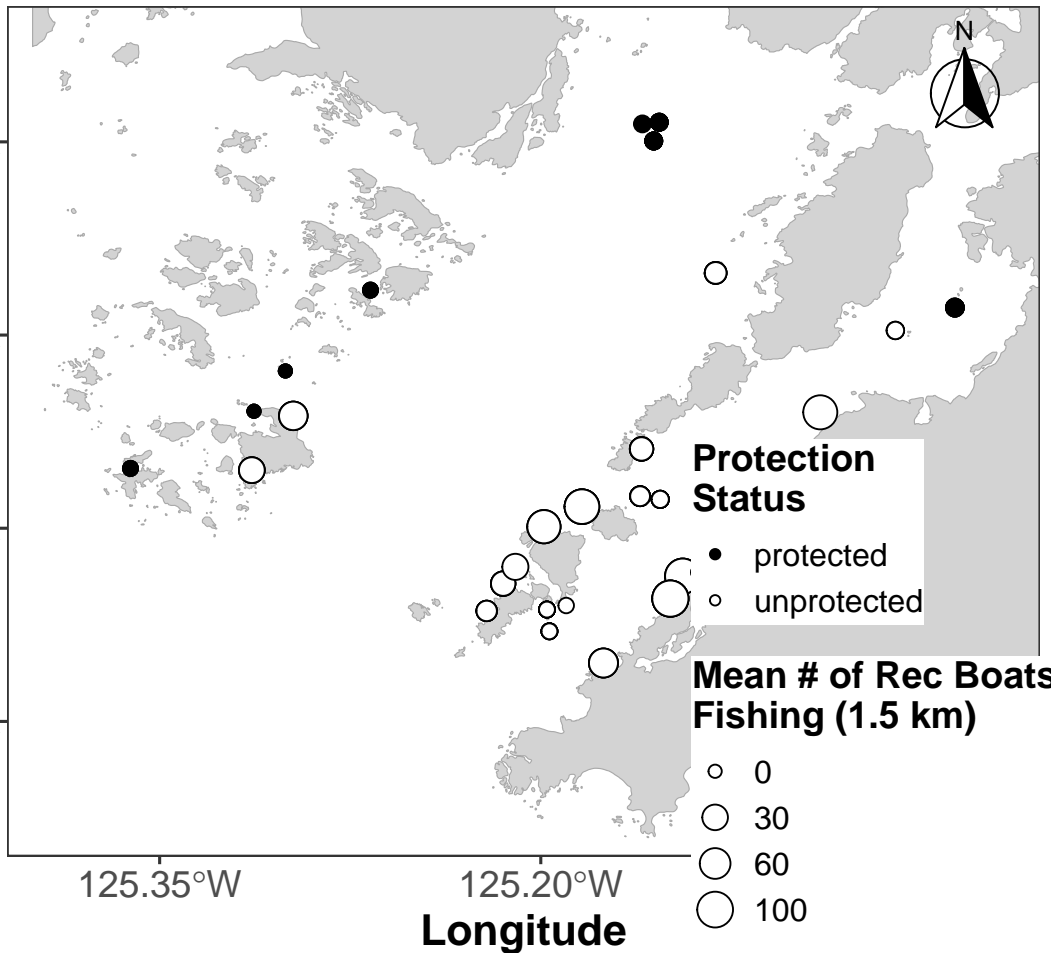 N
Protection
Status
protected
unprotected
Mean # of Rec Boats
Fishing (1.5 km)
0
30
60
100
125.35°W
125.20°W
Longitude